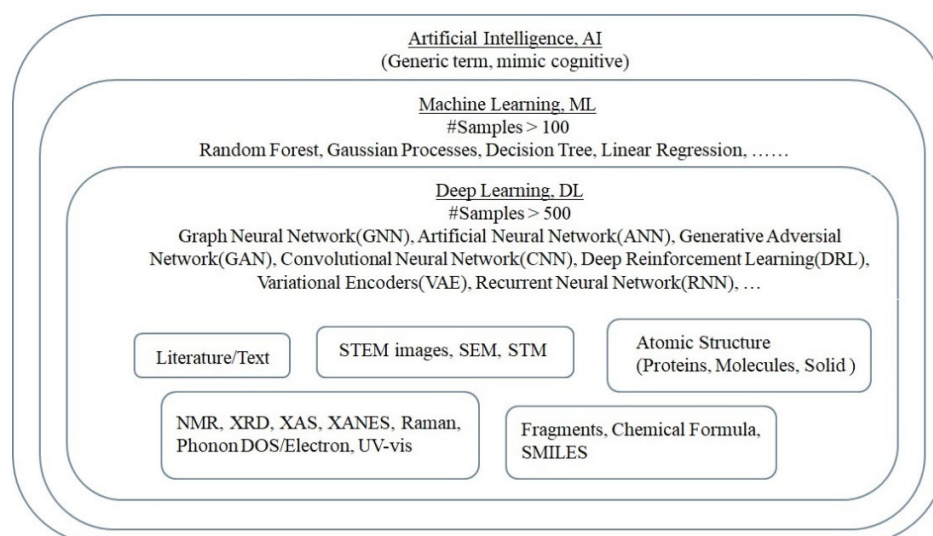 Artificial Intelligence, AI
(Generic term, mimic cognitive)
Machine Learning, ML
#Samples > 100
Random Forest, Gaussian Processes, Decision Tree, Linear Regression, ……
Deep Learning, DL
#Samples > 500
Graph Neural Network(GNN), Artificial Neural Network(ANN), Generative Adversial
Network(GAN), Convolutional Neural Network(CNN), Deep Reinforcement Learning(DRL),
Variational Encoders(VAE), Recurrent Neural Network(RNN), …
Literature/Text
STEM images, SEM, STM
Atomic Structure
(Proteins, Molecules, Solid )
NMR, XRD, XAS, XANES, Raman,
Phonon DOS/Electron, UV-vis
Fragments, Chemical Formula,
SMILES